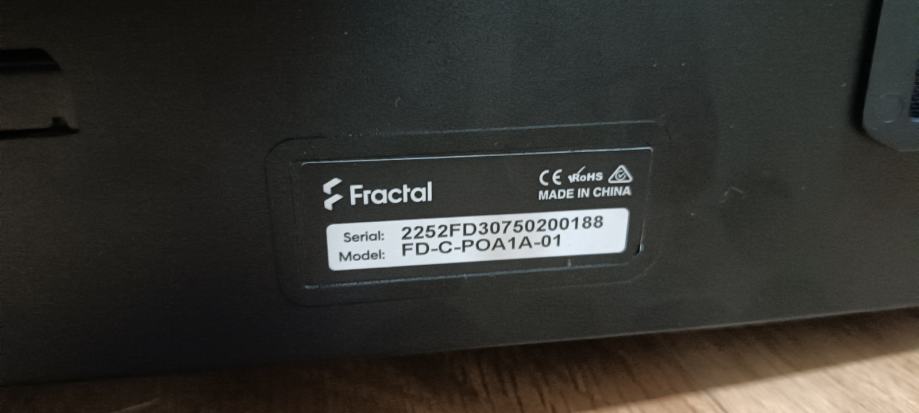 Fractal
CE RoHS
MADE IN CHINA
Serial: 2252FD30750200188
Model: FD-C-POA1A-01